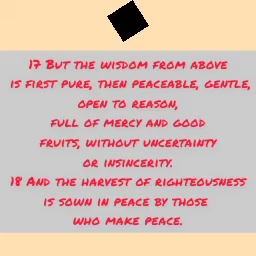 17 But the wisdom from above
is first pure, then peaceable, gentle,
open to reason,
full of mercy and good
fruits, without uncertainty
or insincerity.
18 And the harvest of righteousness
is sown in peace by those
who make peace.